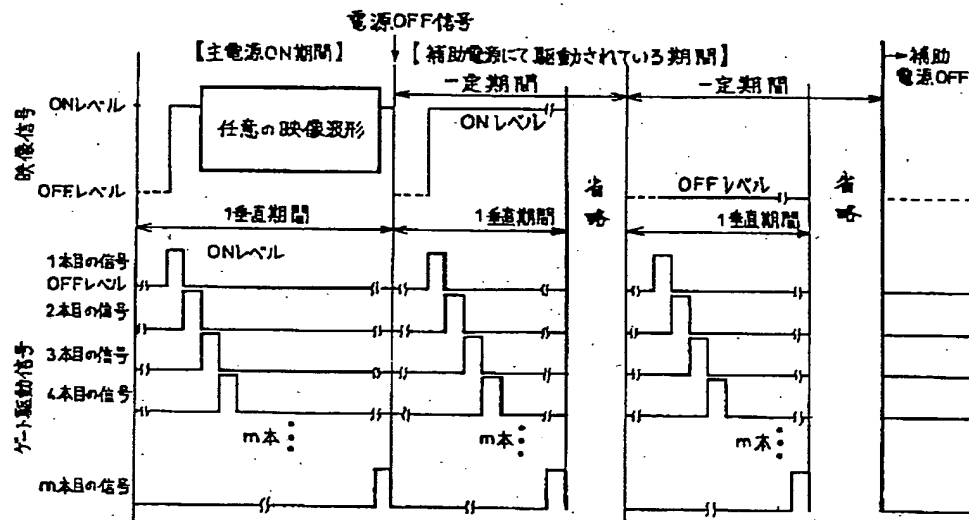 電源OFF信号
【主電源ON期間】
【補助電源にて駆動されている期間】
補助
電源OFF
一定期間
一定期間
映像信号
ONレベル
任意の映像波形
ONレベル
OFFレベル
OFFレベル
省略
省略
1垂直期間
1垂直期間
1垂直期間
ゲート駆動信号
1本目の信号
ONレベル
OFFレベル
2本目の信号
3本目の信号
4本目の信号
m本
m本
m本
m本目の信号